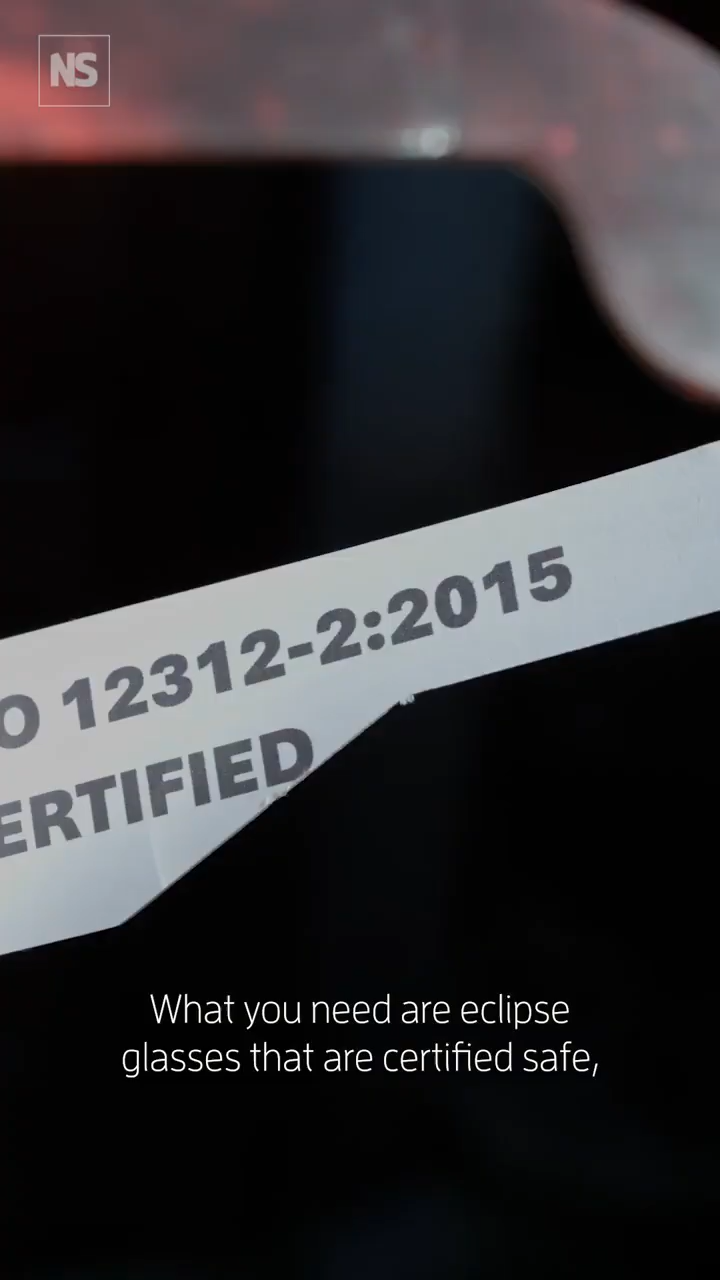 NS
O 12312-2:2015
ERTIFIED
What you need are eclipse
glasses that are certified safe,